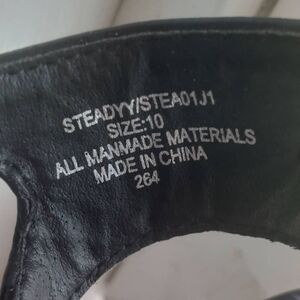 STEADYY/STEA01J1
SIZE:10
ALL MANMADE MATERIALS
MADE IN CHINA
264